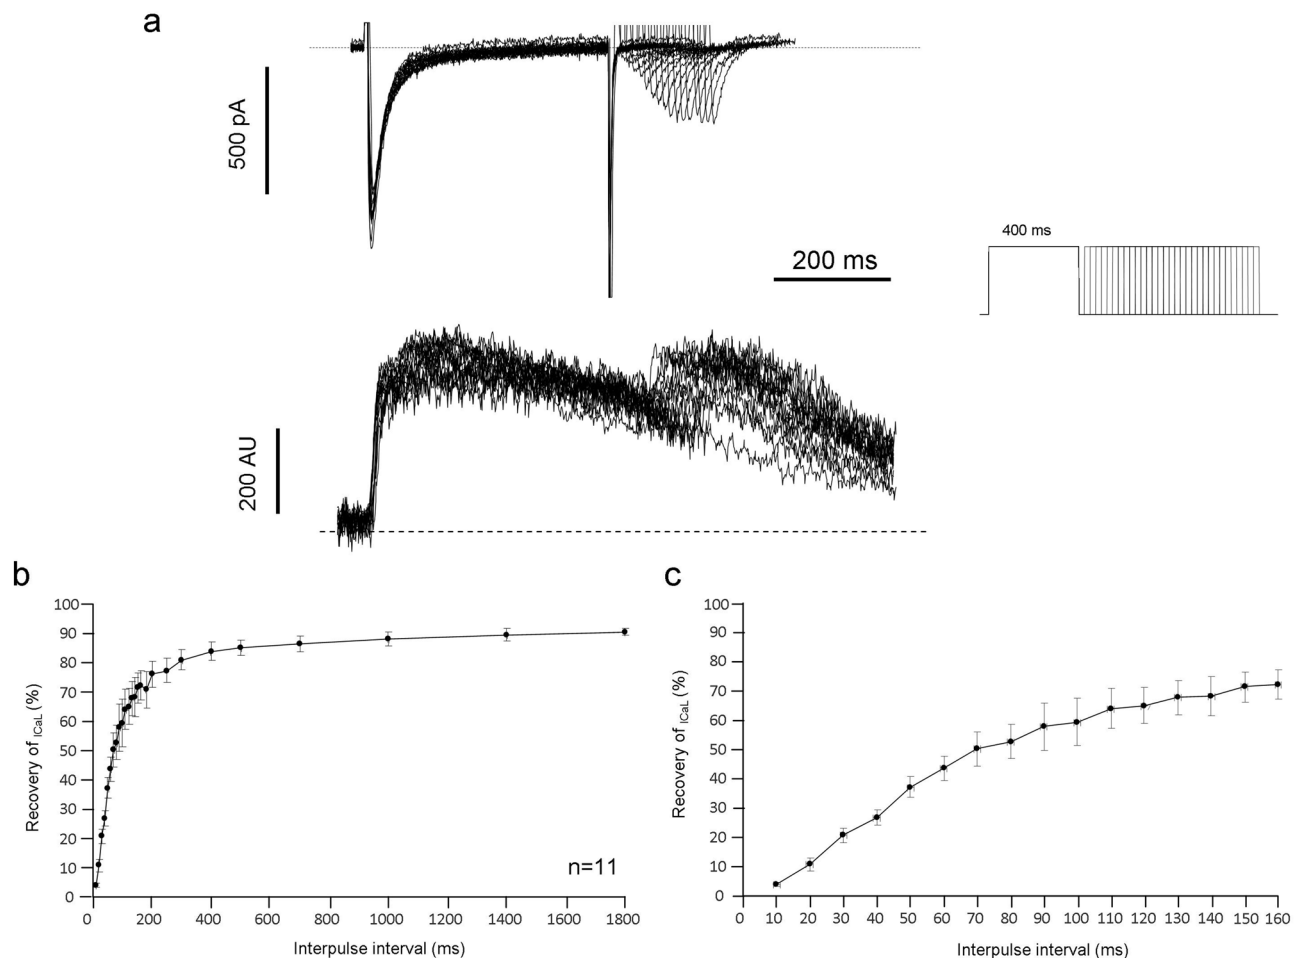 a
500 pA
200 ms
400 ms
200 AU
b
Recovery of ICaL (%)
100
90
80
70
60
50
40
30
20
10
0
n=11
0 200 400 600 800 1000 1200 1400 1600 1800
Interpulse interval (ms)
c
Recovery of ICaL (%)
100
90
80
70
60
50
40
30
20
10
0
0 10 20 30 40 50 60 70 80 90 100 110 120 130 140 150 160
Interpulse interval (ms)